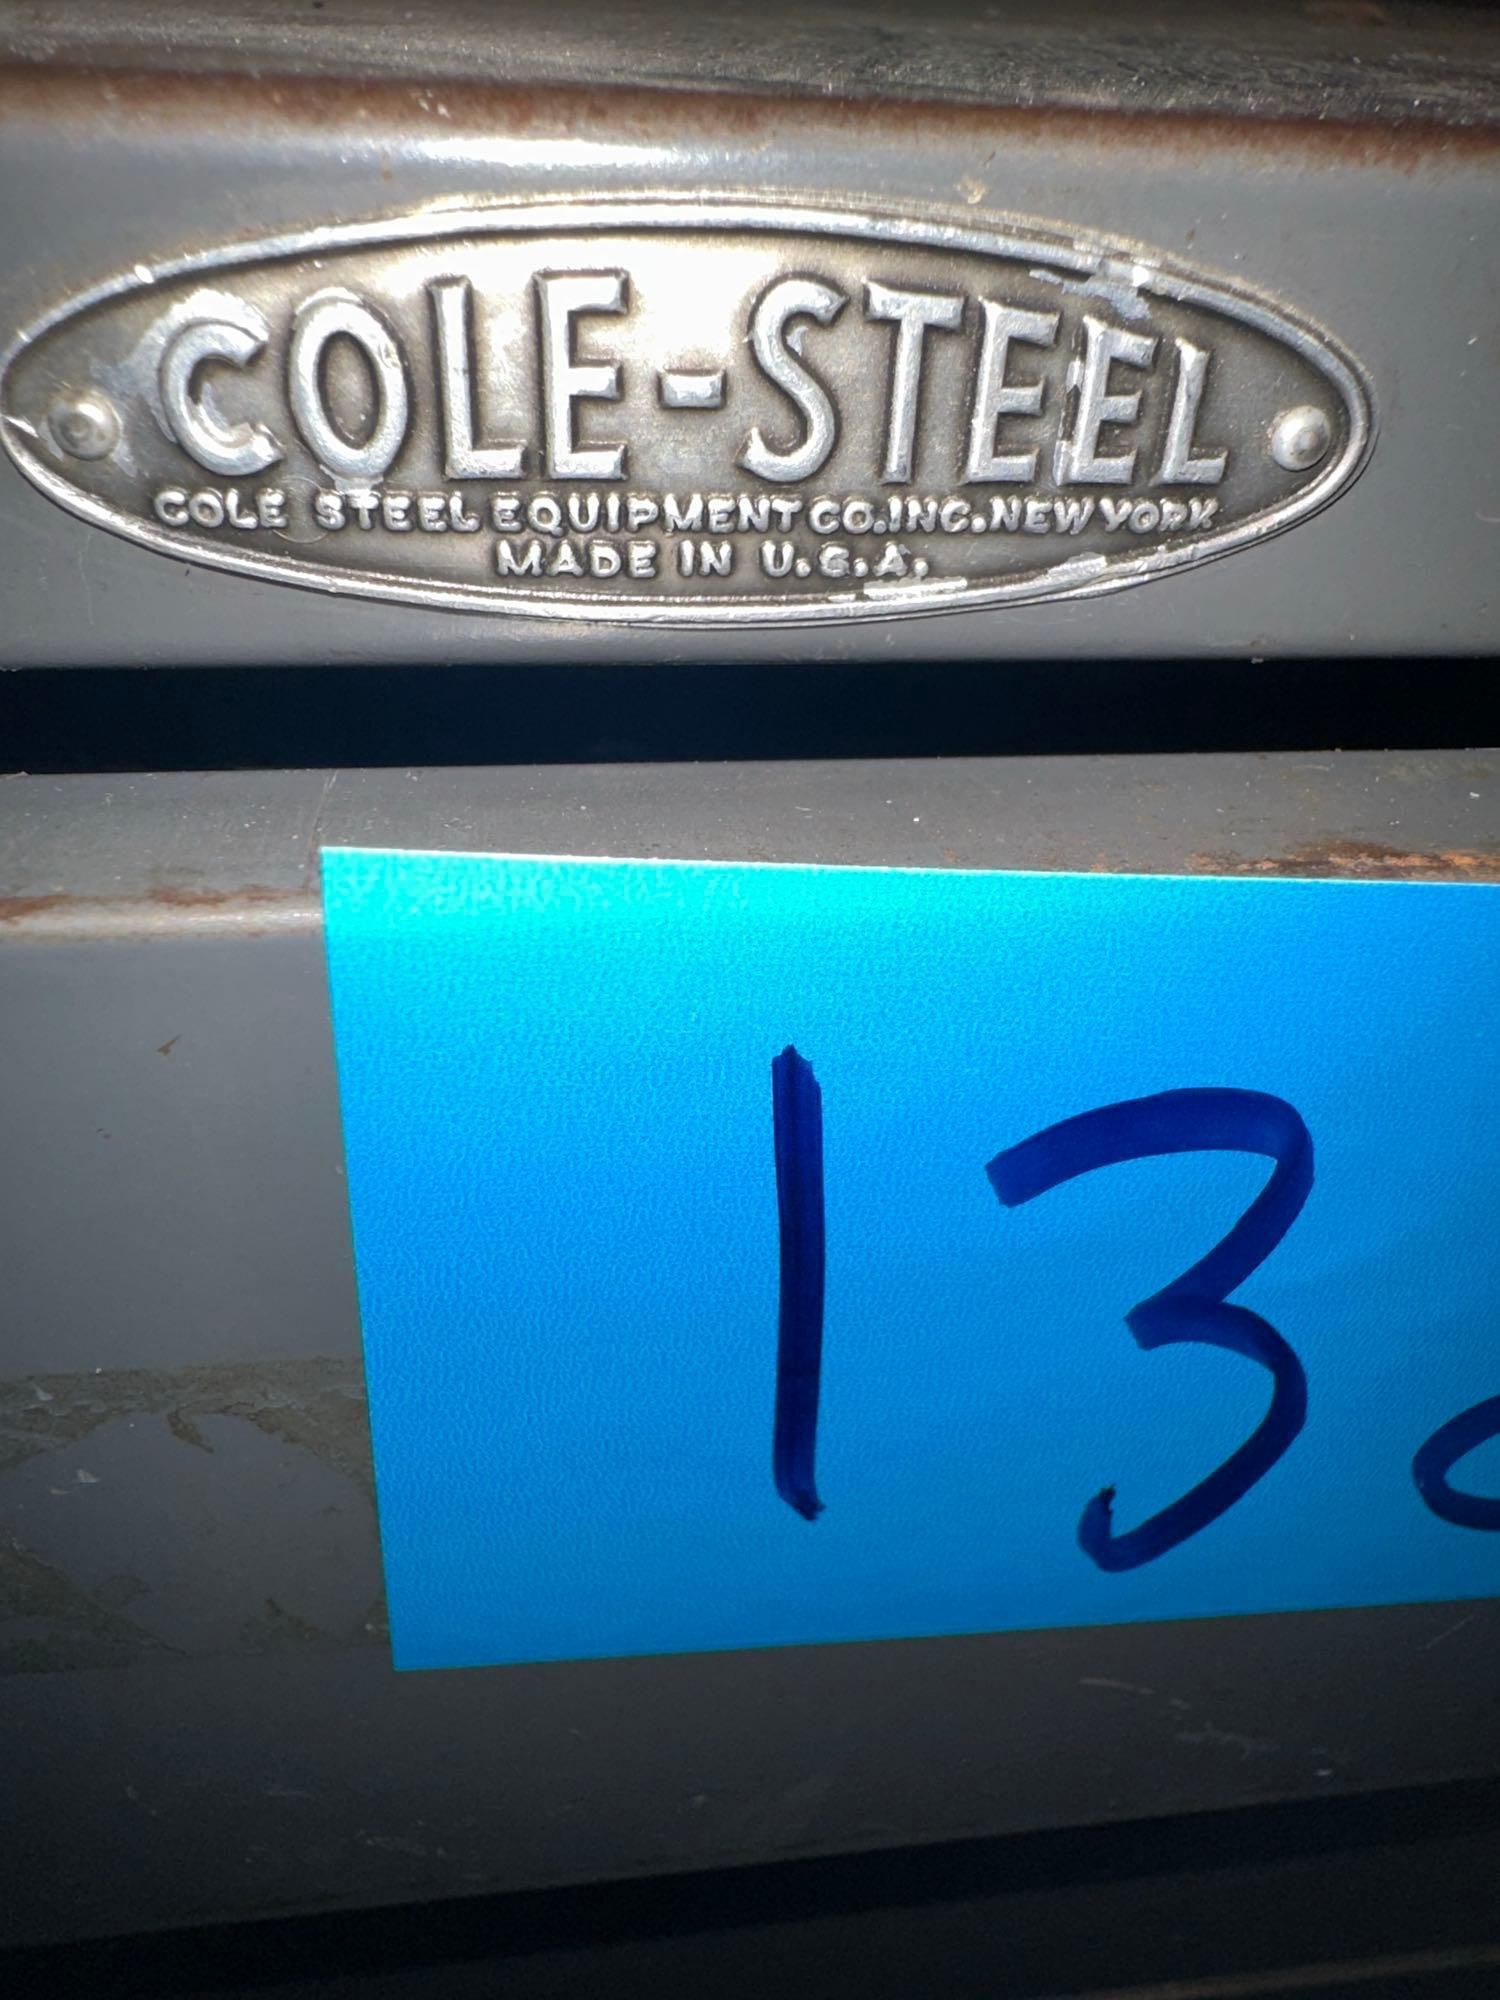 COLE-STEEL
COLE STEEL EQUIPMENT CO. INC. NEW YORK
MADE IN U.S.A.
13